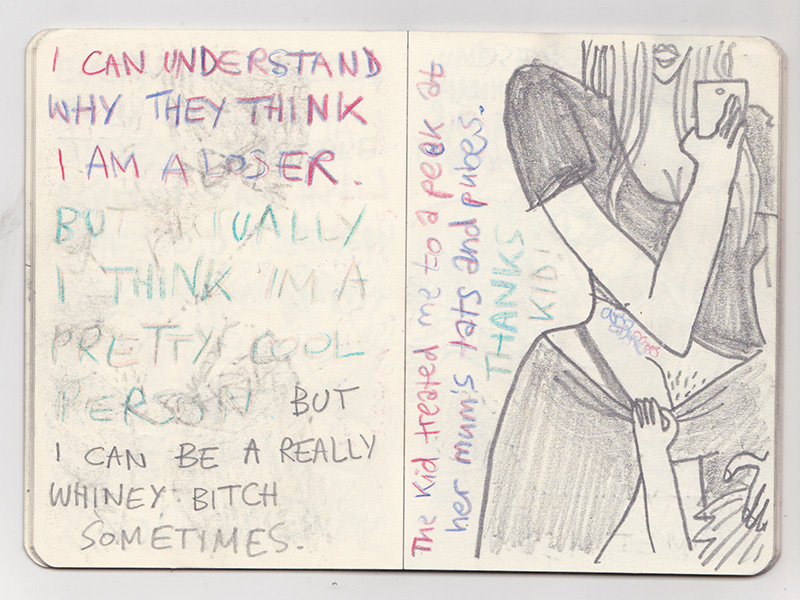 I CAN UNDERSTAND
WHY THEY THINK
I AM A LOSER.
BUT ACTUALLY
I THINK I'M A
PRETTY COOL
PERSON BUT
I CAN BE A REALLY
WHINEY BITCH
SOMETIMES.
The Kid treated me to a peek at
her mum's tats and pubes.
THANKS
KID!